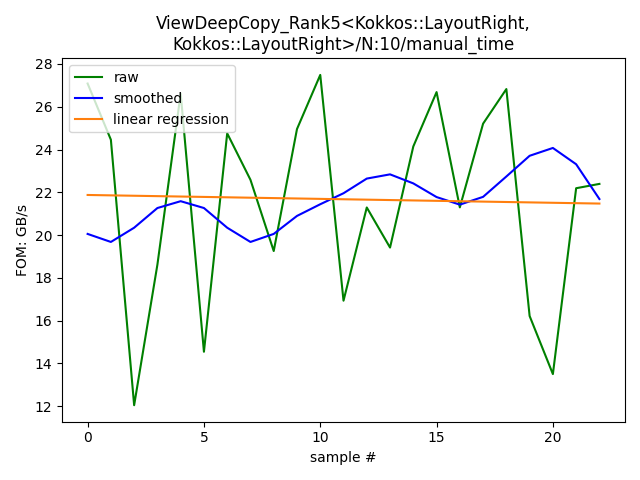 ViewDeepCopy_Rank5<Kokkos::LayoutRight,
Kokkos::LayoutRight>/N:10/manual_time
raw
smoothed
linear regression
FOM: GB/s
28
26
24
22
20
18
16
14
12
0
5
10
15
20
sample #